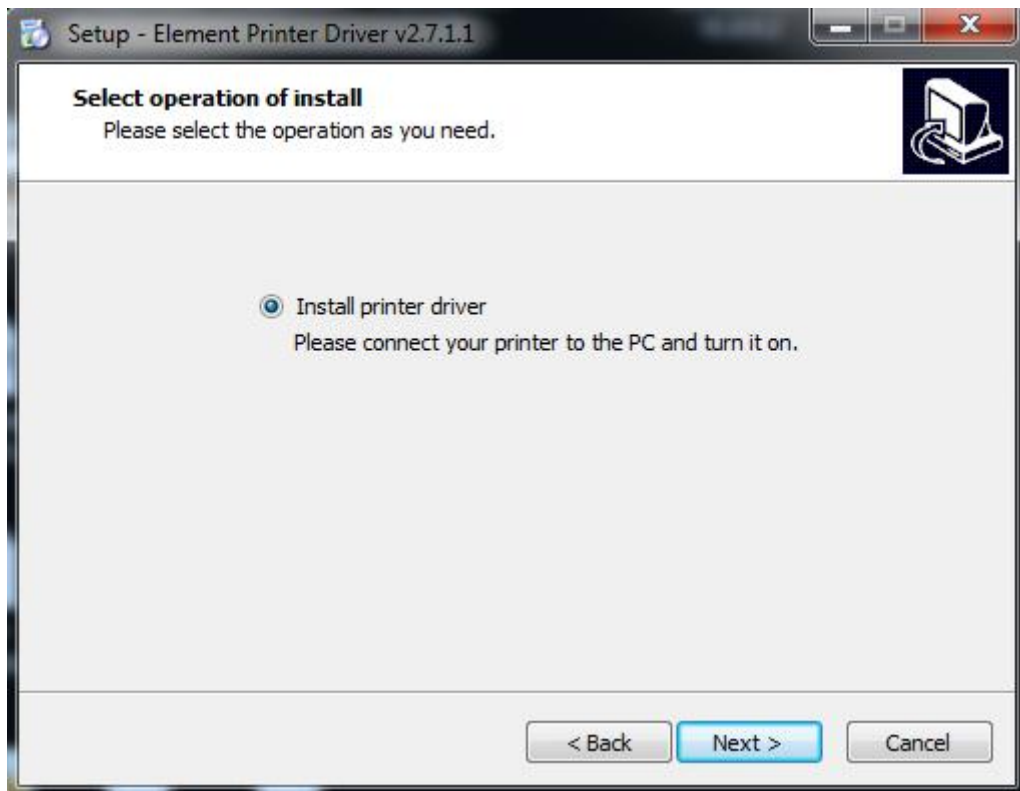 Setup - Element Printer Driver v2.7.1.1
Select operation of install
Please select the operation as you need.
Install printer driver
Please connect your printer to the PC and turn it on.
< Back
Next >
Cancel